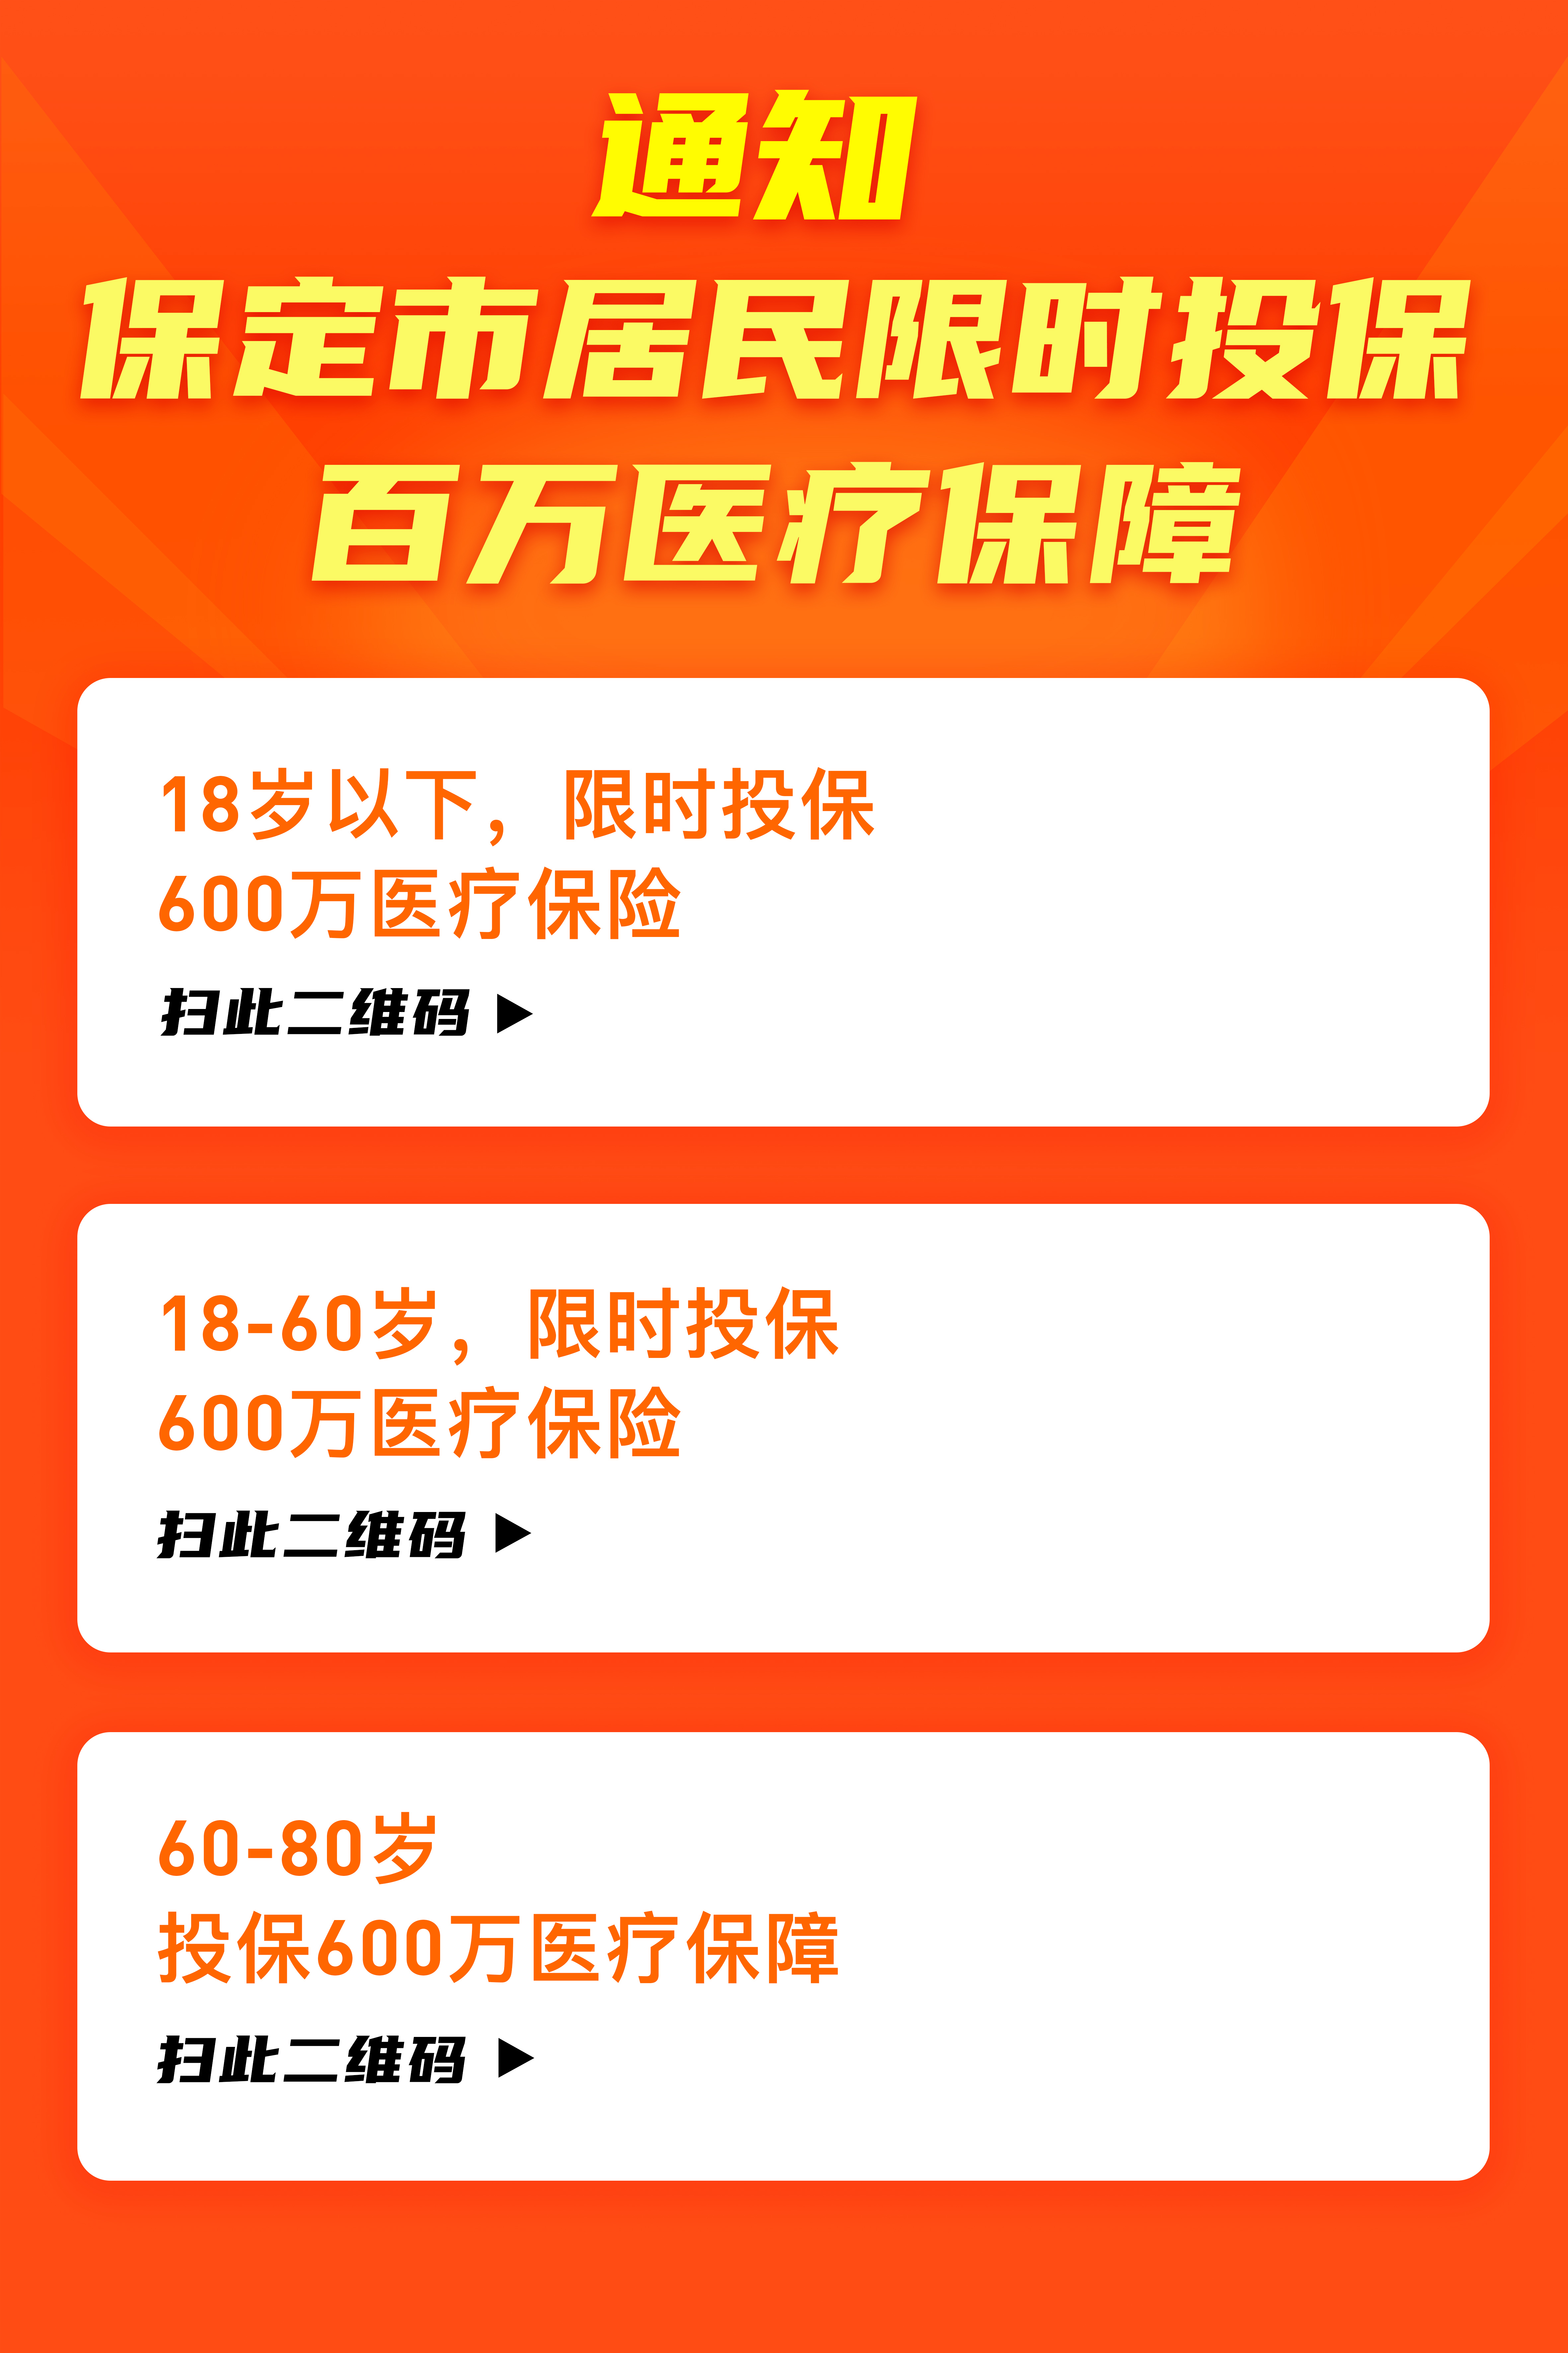 通知
保定市居民限时投保
百万医疗保障
18岁以下，限时投保
600万医疗保险
扫此二维码 ▶
18-60岁，限时投保
600万医疗保险
扫此二维码 ▶
60-80岁
投保600万医疗保障
扫此二维码 ▶